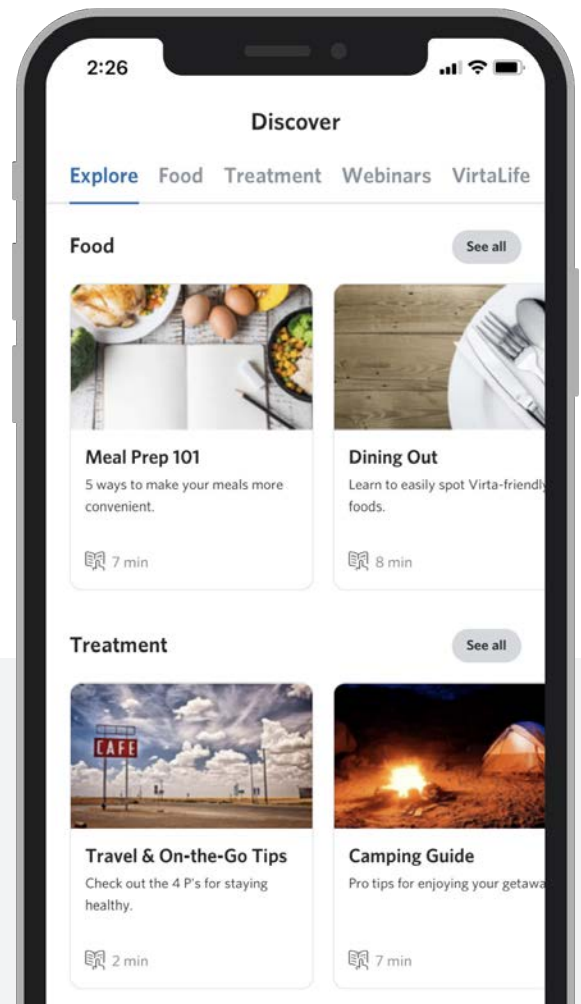 2:26
Discover
Explore Food Treatment Webinars VirtaLife
Food See all
Meal Prep 101
5 ways to make your meals more
convenient.
7 min
Dining Out
Learn to easily spot Virta-friendly
foods.
8 min
Treatment See all
CAFE
Travel & On-the-Go Tips
Check out the 4 P's for staying
healthy.
2 min
Camping Guide
Pro tips for enjoying your getawa
7 min